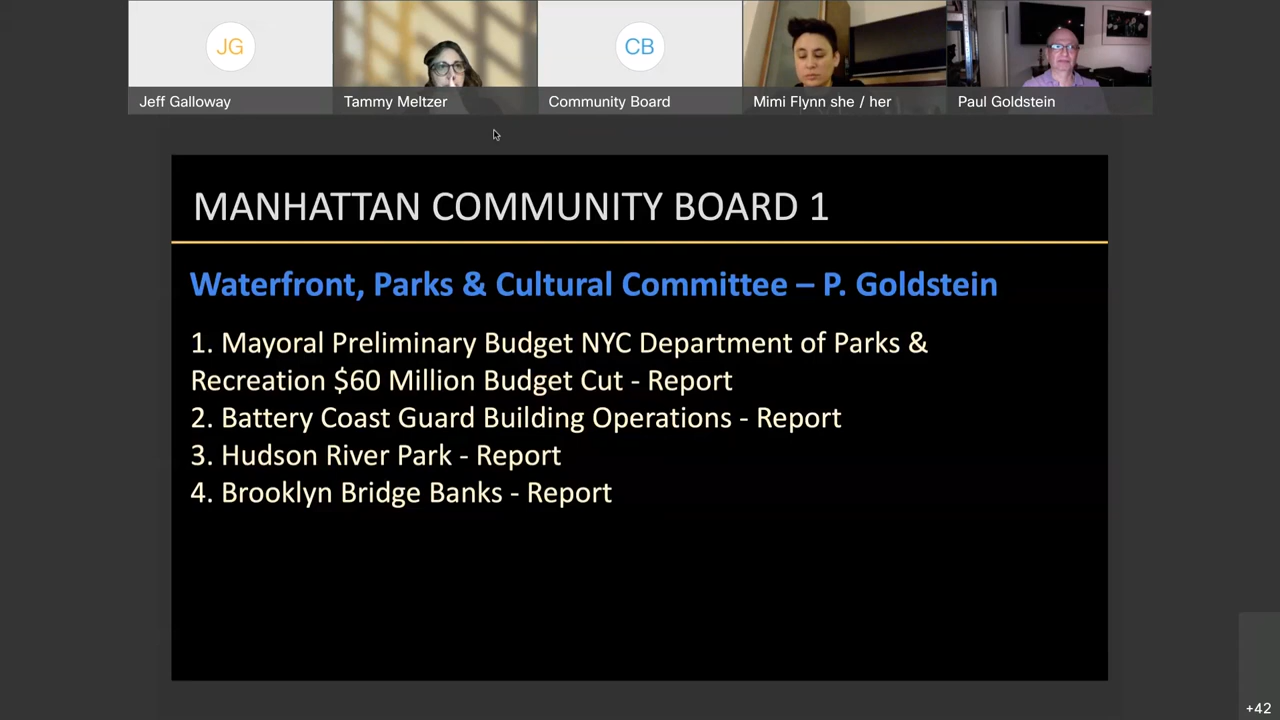 JG
CB
Jeff Galloway
Tammy Meltzer
Community Board
Mimi Flynn she / her
Paul Goldstein
MANHATTAN COMMUNITY BOARD 1
Waterfront, Parks & Cultural Committee – P. Goldstein
1. Mayoral Preliminary Budget NYC Department of Parks &
Recreation $60 Million Budget Cut - Report
2. Battery Coast Guard Building Operations - Report
3. Hudson River Park - Report
4. Brooklyn Bridge Banks - Report
+42